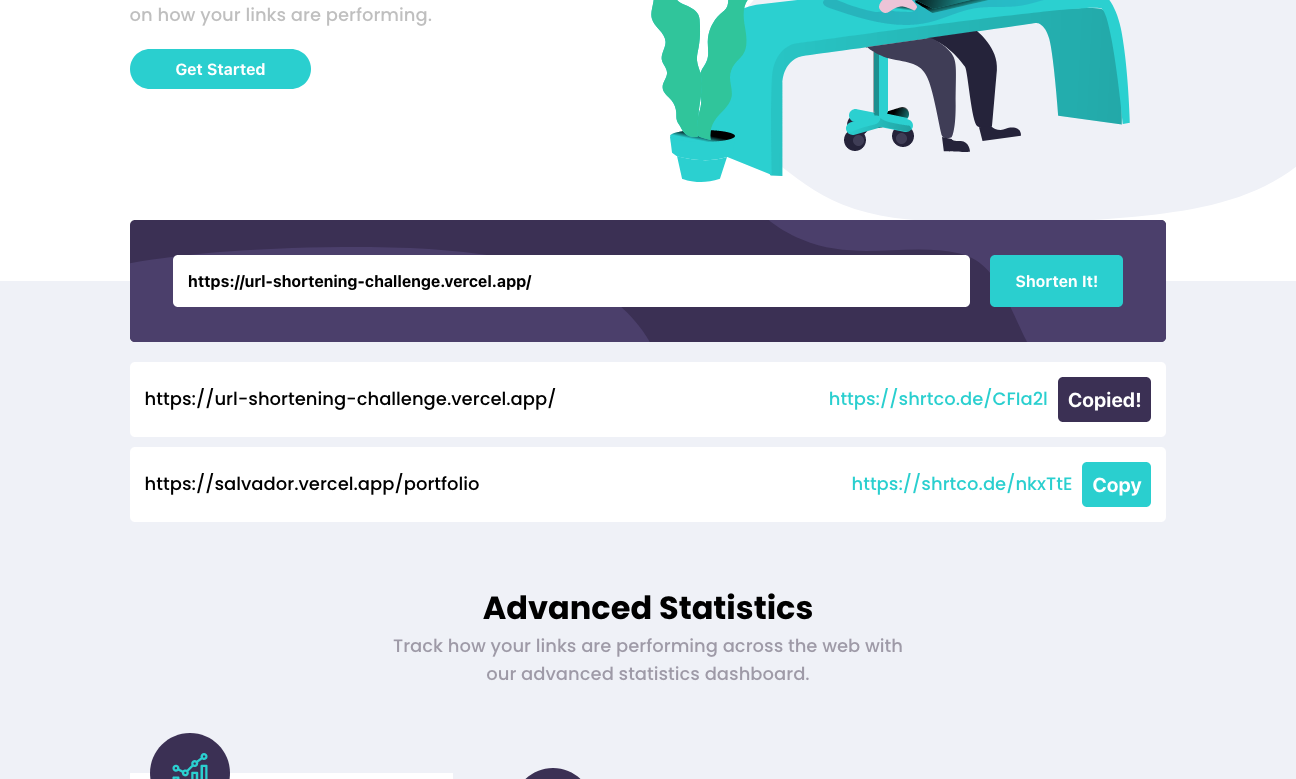 on how your links are performing.
Get Started
https://url-shortening-challenge.vercel.app/
Shorten It!
https://url-shortening-challenge.vercel.app/
https://shrtco.de/CFIa2l
Copied!
https://salvador.vercel.app/portfolio
https://shrtco.de/nkxTtE
Copy
Advanced Statistics
Track how your links are performing across the web with
our advanced statistics dashboard.